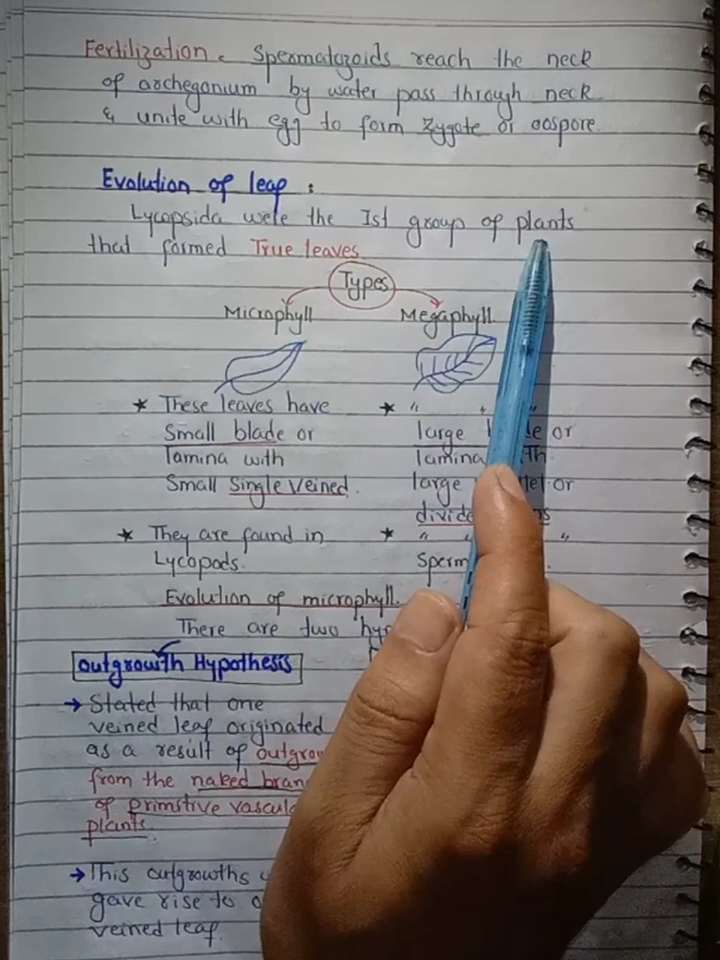 Fertilization. Spermatozoids reach the neck
of archegonium by water pass through neck
& unite with egg to form zygote or oospore.
Evolution of leaf :
Lycopsida were the Ist group of plants
that formed True leaves
Types
Microphyll Megaphyll
★ These leaves have ★ " " "
Small blade or large or
lamina with lamina
Small Single veined. large or
★ They are found in ★ " " "
Lycopods.
Evolution of microphyll.
There are two
Outgrowth Hypothesis
→ Stated that one
veined leaf originated
as a result of
from the naked
of primitive
plants.
→ This outgrowths
gave rise to
veined leaf.